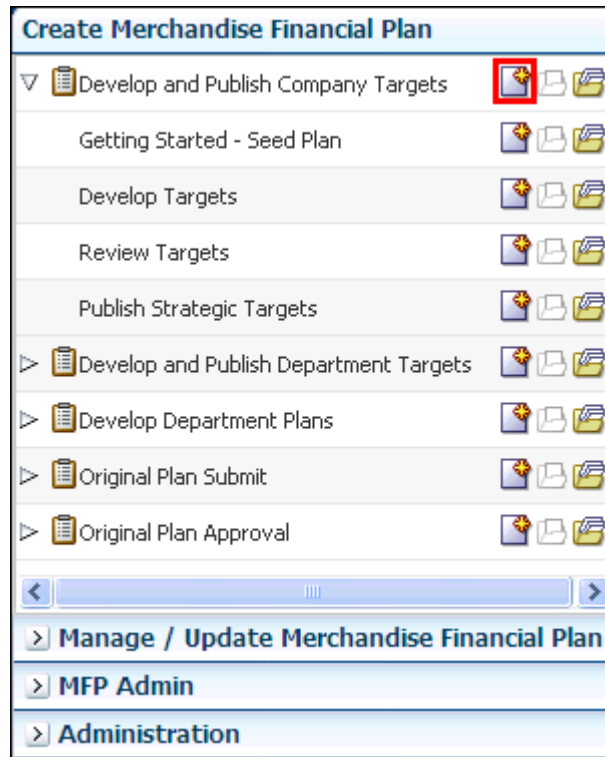 Create Merchandise Financial Plan
Develop and Publish Company Targets
Getting Started - Seed Plan
Develop Targets
Review Targets
Publish Strategic Targets
Develop and Publish Department Targets
Develop Department Plans
Original Plan Submit
Original Plan Approval
Manage / Update Merchandise Financial Plan
MFP Admin
Administration